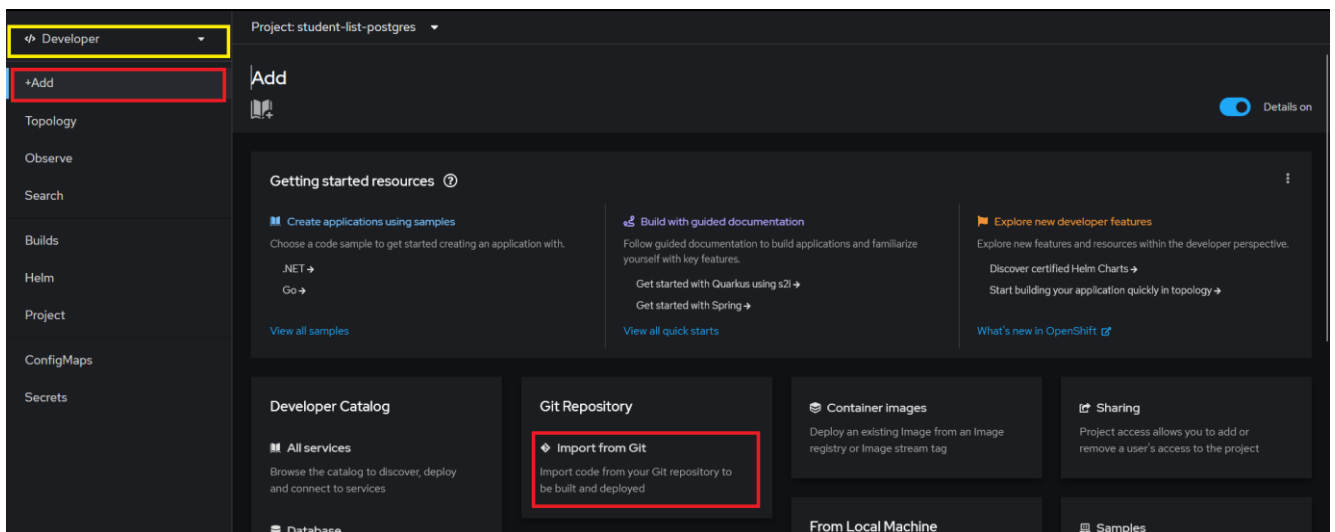 Developer
+Add
Topology
Observe
Search
Builds
Helm
Project
ConfigMaps
Secrets
Project: student-list-postgres
Add
Details on
Getting started resources
Create applications using samples
Choose a code sample to get started creating an application with.
.NET →
Go →
View all samples
Build with guided documentation
Follow guided documentation to build applications and familiarize
yourself with key features.
Get started with Quarkus using s2i →
Get started with Spring →
View all quick starts
Explore new developer features
Explore new features and resources within the developer perspective.
Discover certified Helm Charts →
Start building your application quickly in topology →
What's new in OpenShift
Developer Catalog
All services
Browse the catalog to discover, deploy
and connect to services
Database
Git Repository
Import from Git
Import code from your Git repository to
be built and deployed
Container images
Deploy an existing Image from an Image
registry or Image stream tag
From Local Machine
Sharing
Project access allows you to add or
remove a user's access to the project
Samples